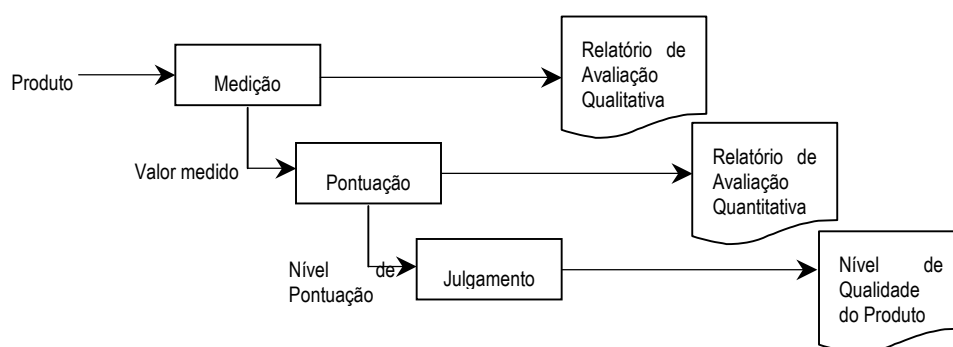 Produto
Medição
Relatório de
Avaliação
Qualitativa
Valor medido
Pontuação
Relatório de
Avaliação
Quantitativa
Nível de
Pontuação
Julgamento
Nível de
Qualidade
do Produto